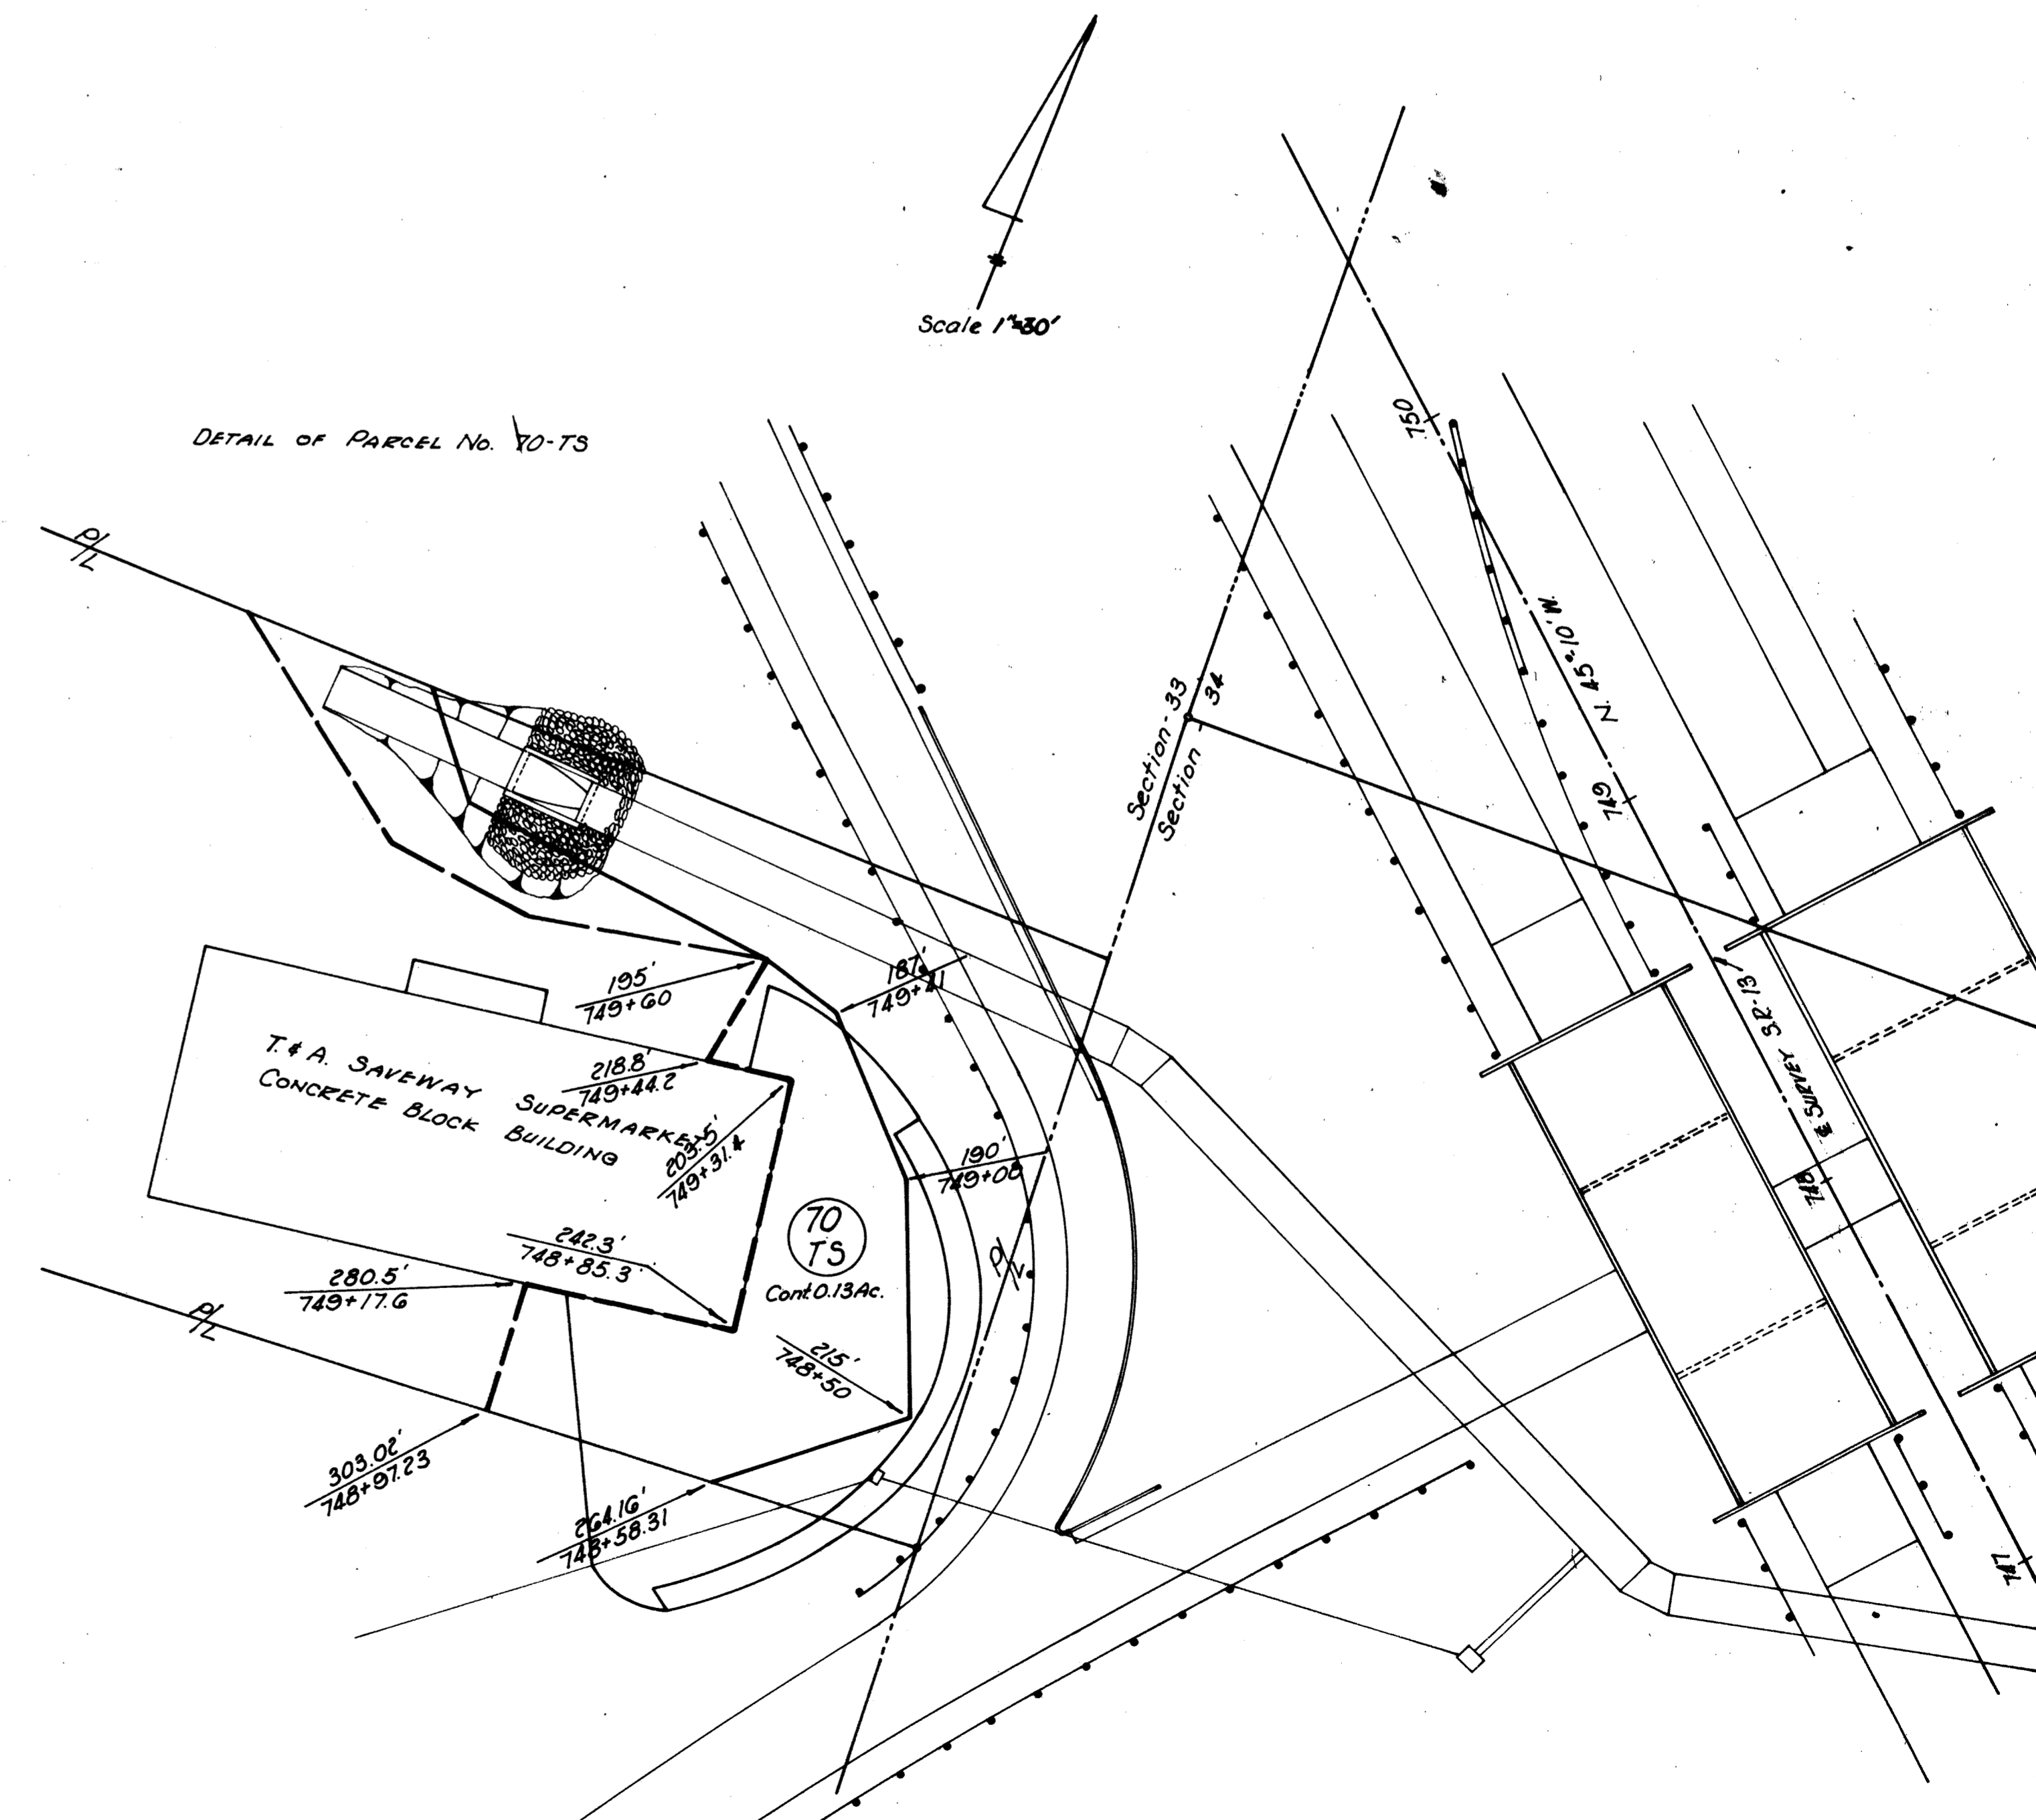 Scale 1"=30'
DETAIL OF PARCEL No. 70-TS
750
P/L
N. 45°-10' W.
Section - 33
Section - 34
749
195'
749+60
187'
749+41
℄ SURVEY S.R.-13
T. & A. SAVEWAY SUPERMARKET
CONCRETE BLOCK BUILDING
218.8'
749+44.2
203.5'
749+31.4
190'
749+00
748
70
TS
Cont. 0.13 Ac.
242.3'
748+85.3
P/L
280.5'
749+17.6
P/L
215'
748+50
303.02'
748+97.23
264.16'
748+58.31
747